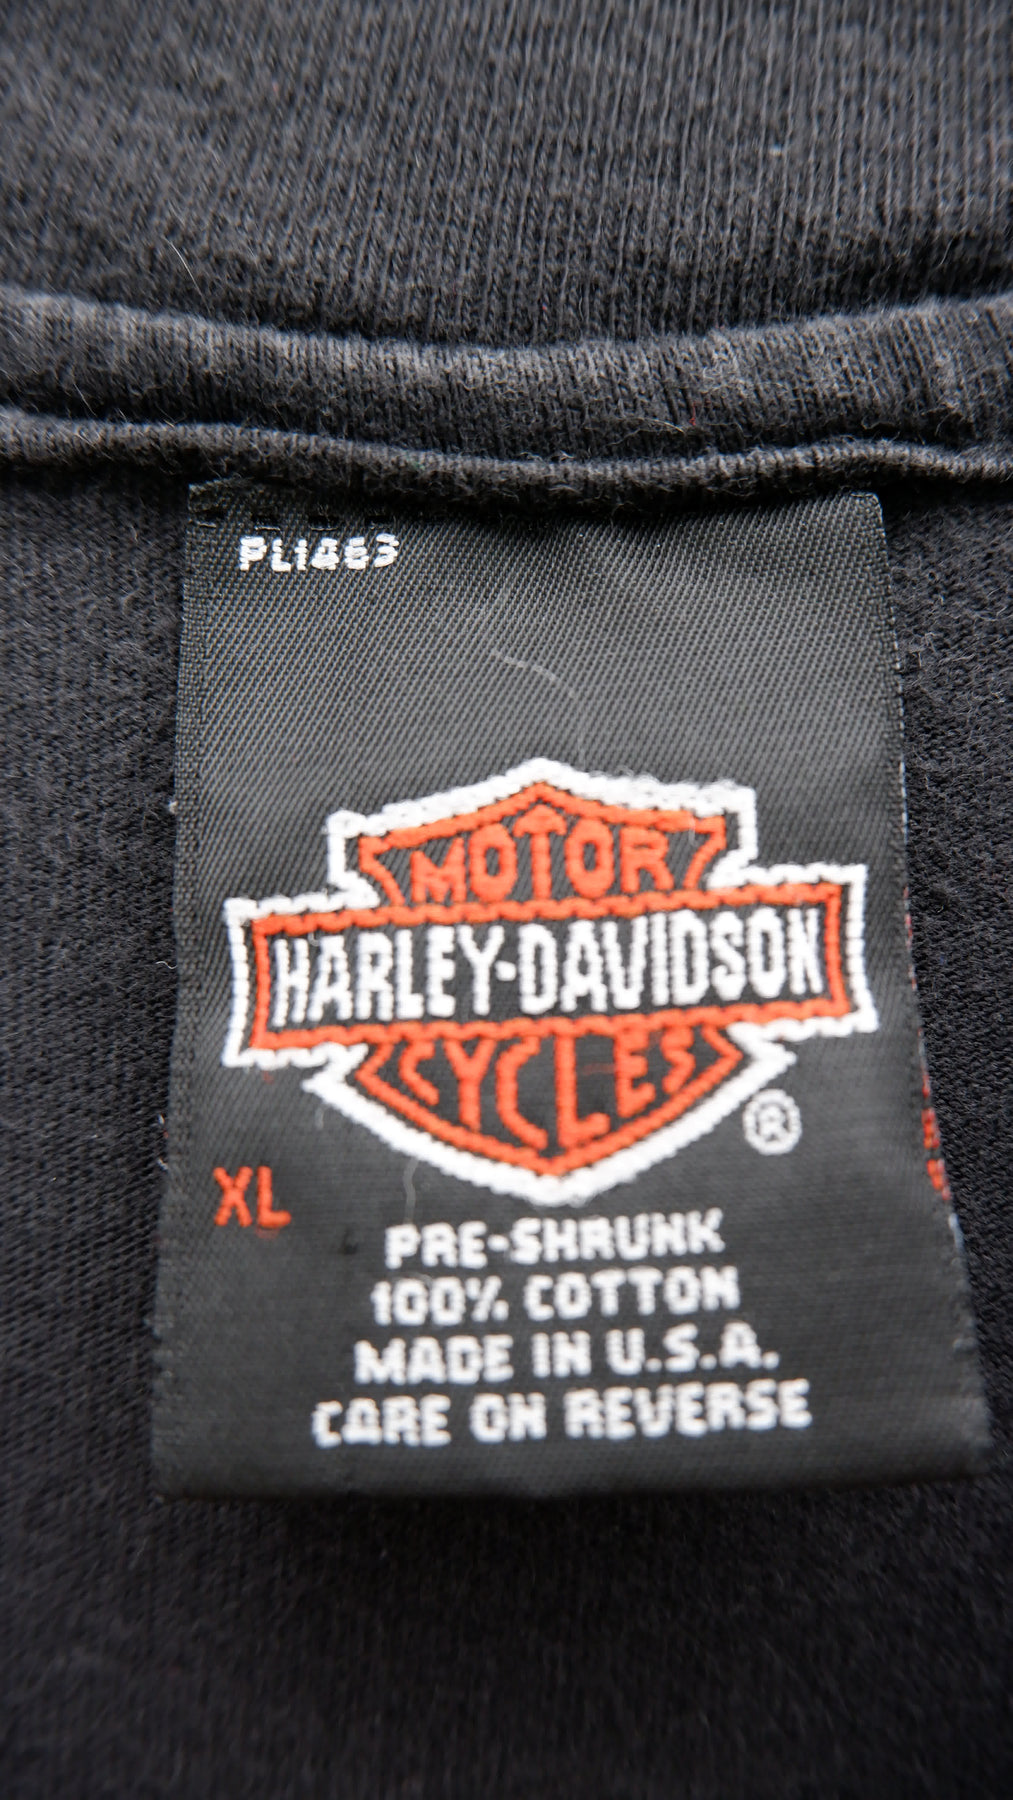 PL1463
MOTOR
HARLEY-DAVIDSON
CYCLES
®
XL
PRE-SHRUNK
100% COTTON
MADE IN U.S.A.
CARE ON REVERSE